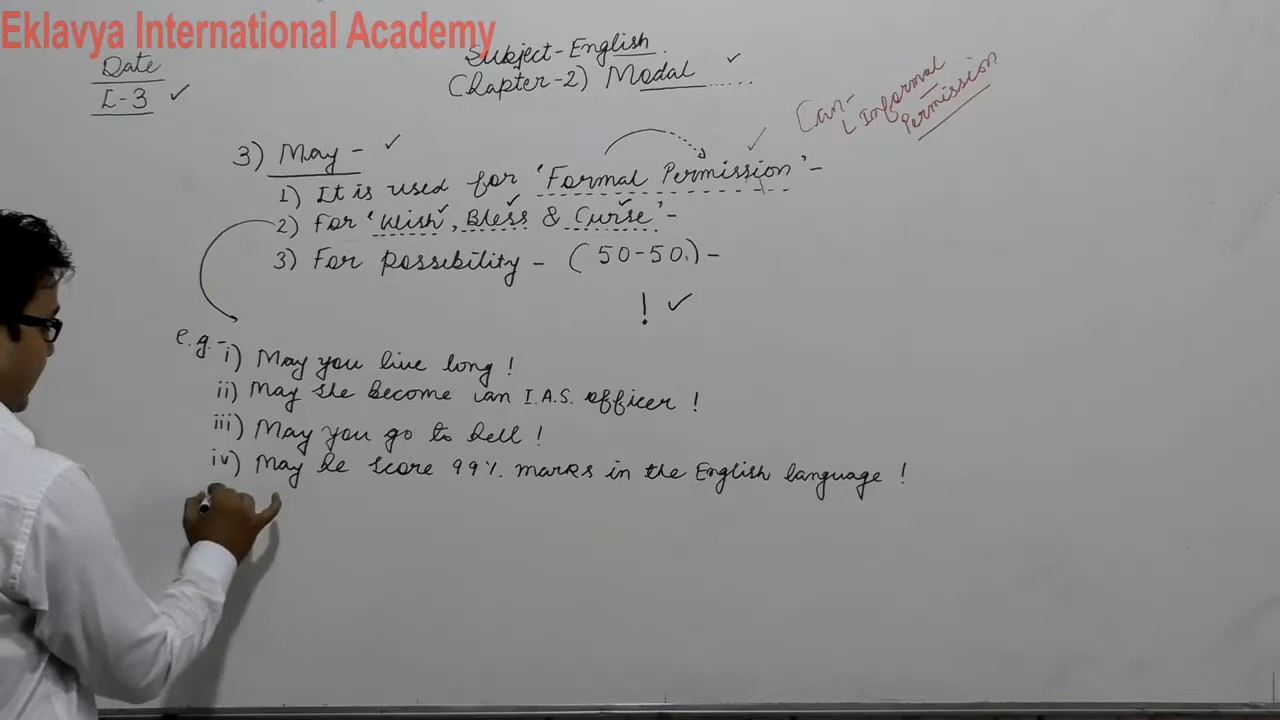 Eklavya International Academy
Date
L-3
Subject-English
Chapter-2) Modal ......
Can-
Informal
Permission
3) May -
1) It is used for 'Formal Permission' -
2) For 'Wish, Bless & Curse' -
3) For possibility - (50-50.) -
!
e.g.-
i) May you live long !
ii) May she become an I.A.S. officer !
iii) May you go to hell !
iv) May he score 99% marks in the English language !